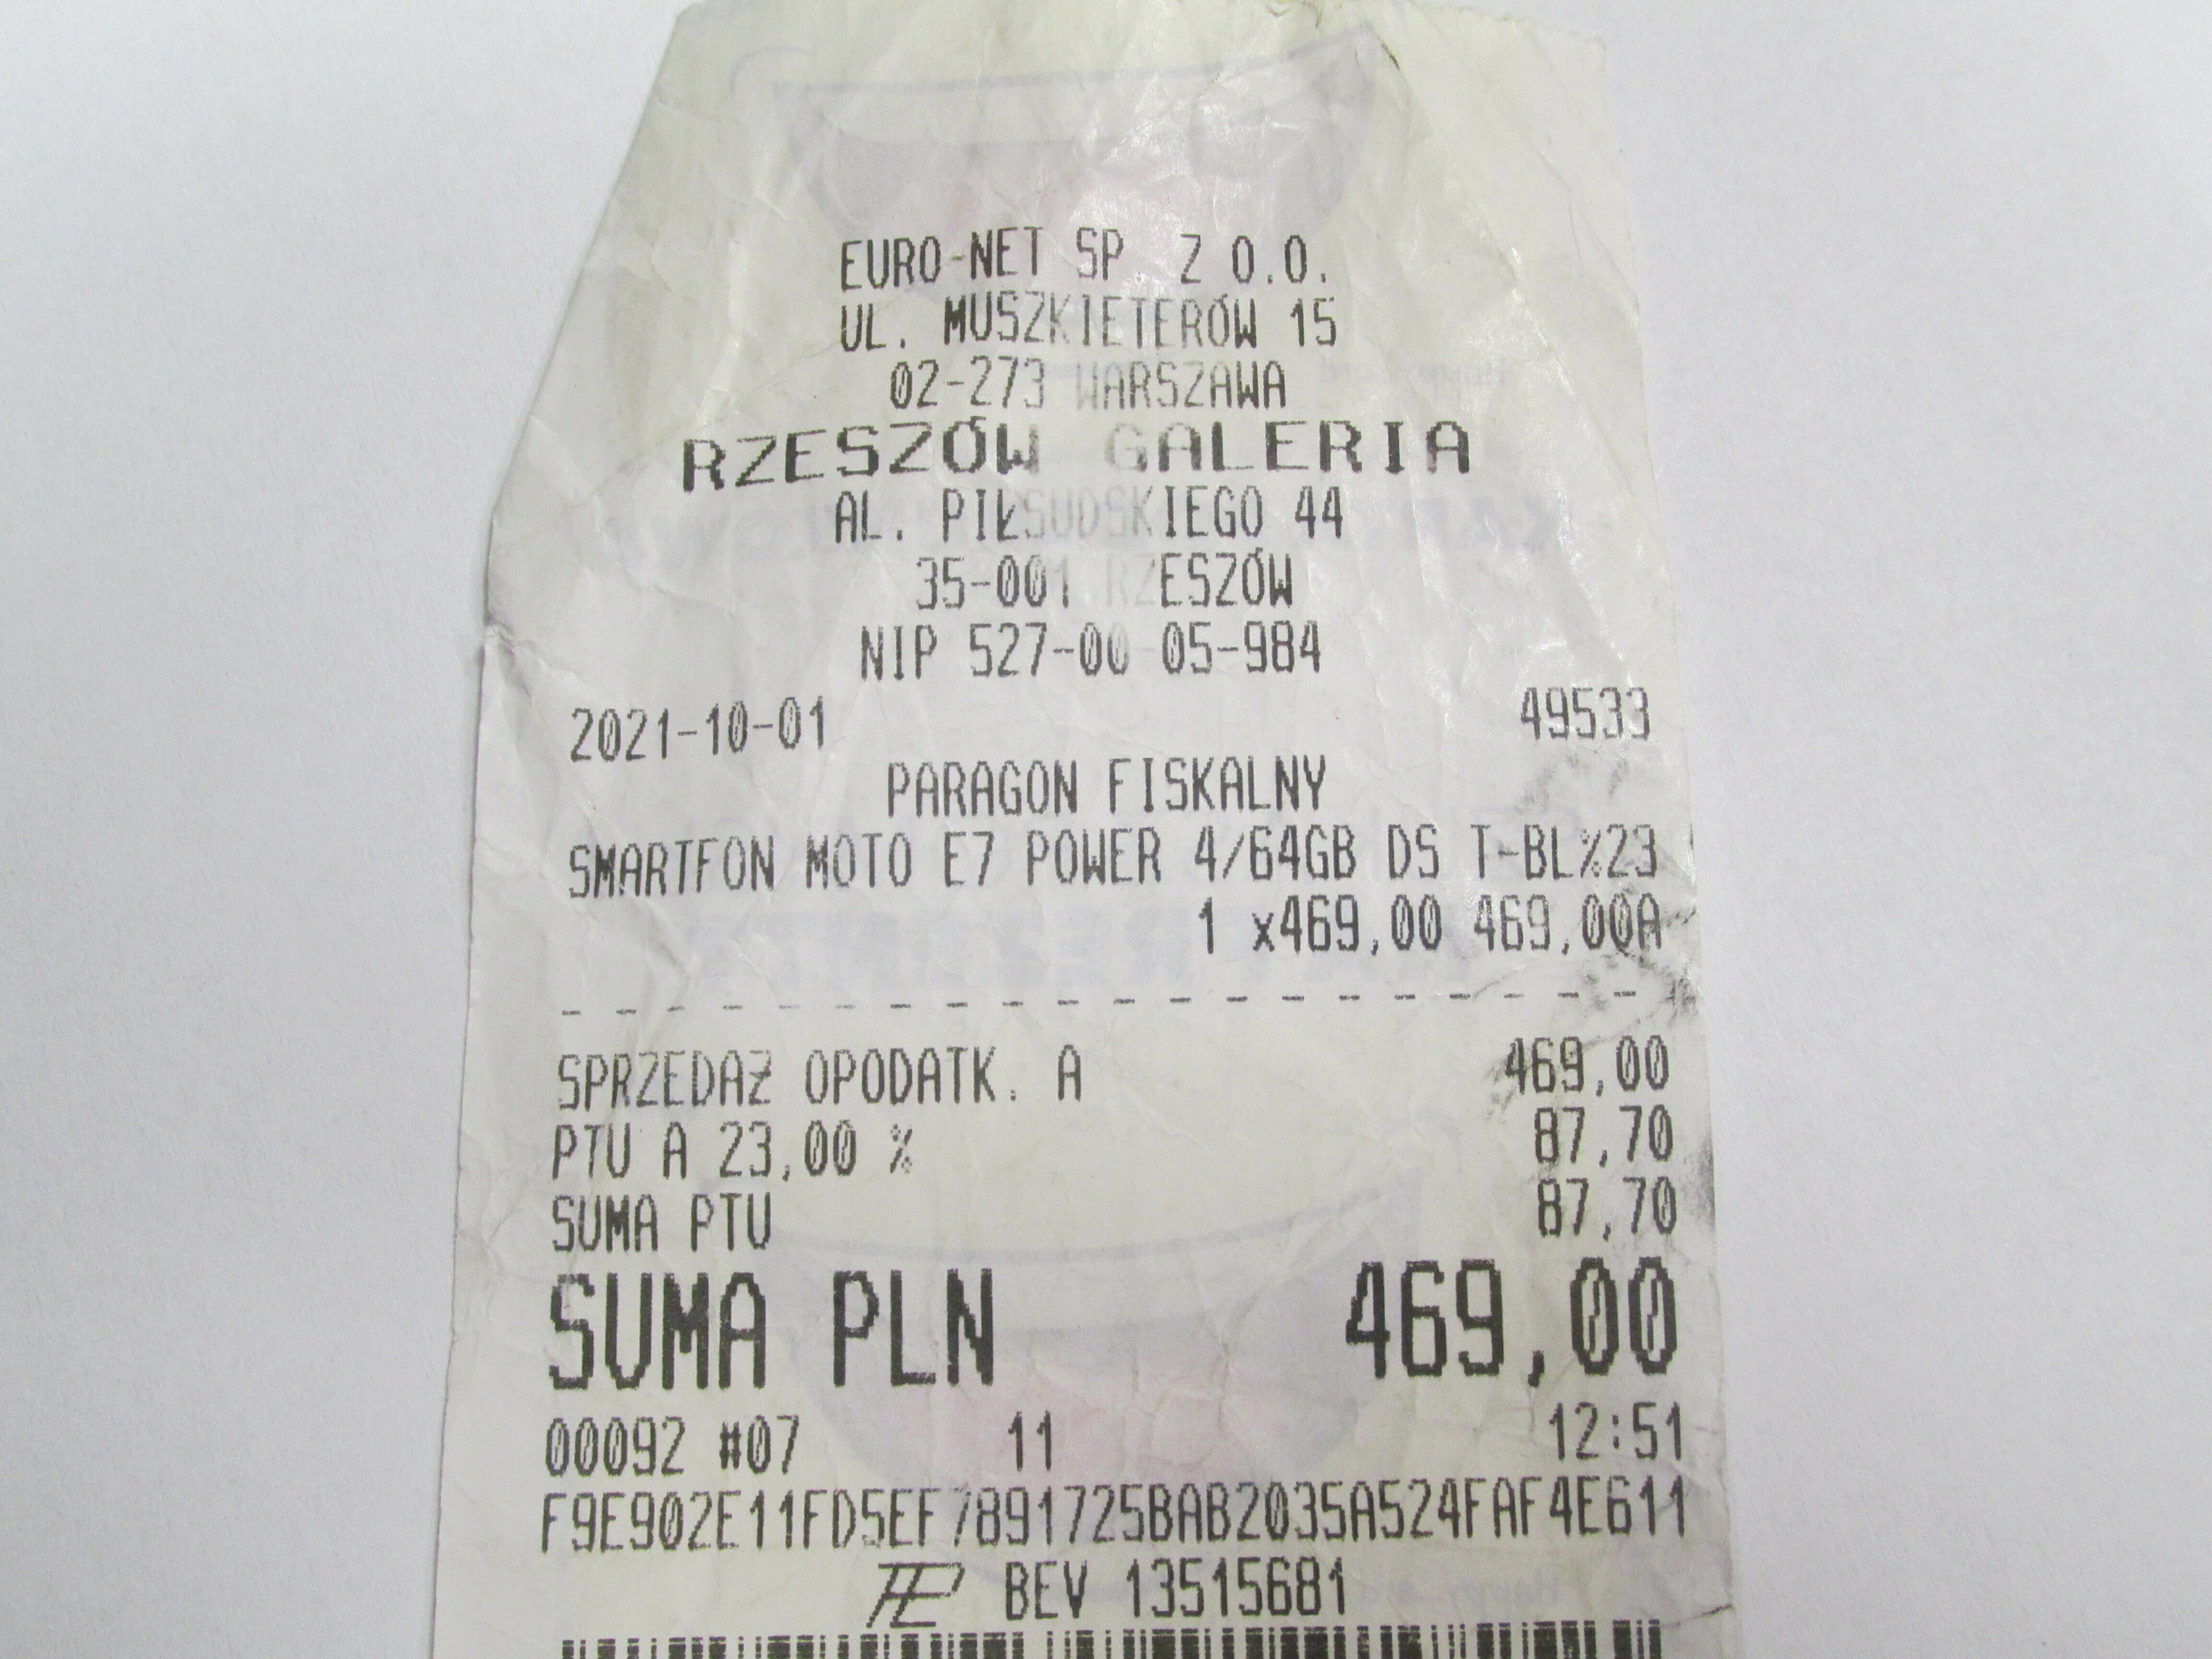 EURO-NET SP. Z O.O.
UL. MUSZKIETERÓW 15
02-273 WARSZAWA
RZESZÓW GALERIA
AL. PIŁSUDSKIEGO 44
35-001 RZESZÓW
NIP 527-00 05-984
2021-10-01 49533
PARAGON FISKALNY
SMARTFON MOTO E7 POWER 4/64GB DS T-BL%23
1 x469,00 469,00A
- - - - - - - - - - - - - - - - - - - -
SPRZEDAŻ OPODATK. A 469,00
PTU A 23,00 % 87,70
SUMA PTU 87,70
SUMA PLN 469,00
00092 #07 11 12:51
F9E902E11FD5EF7891725BAB2035A524FAF4E611
BEV 13515681